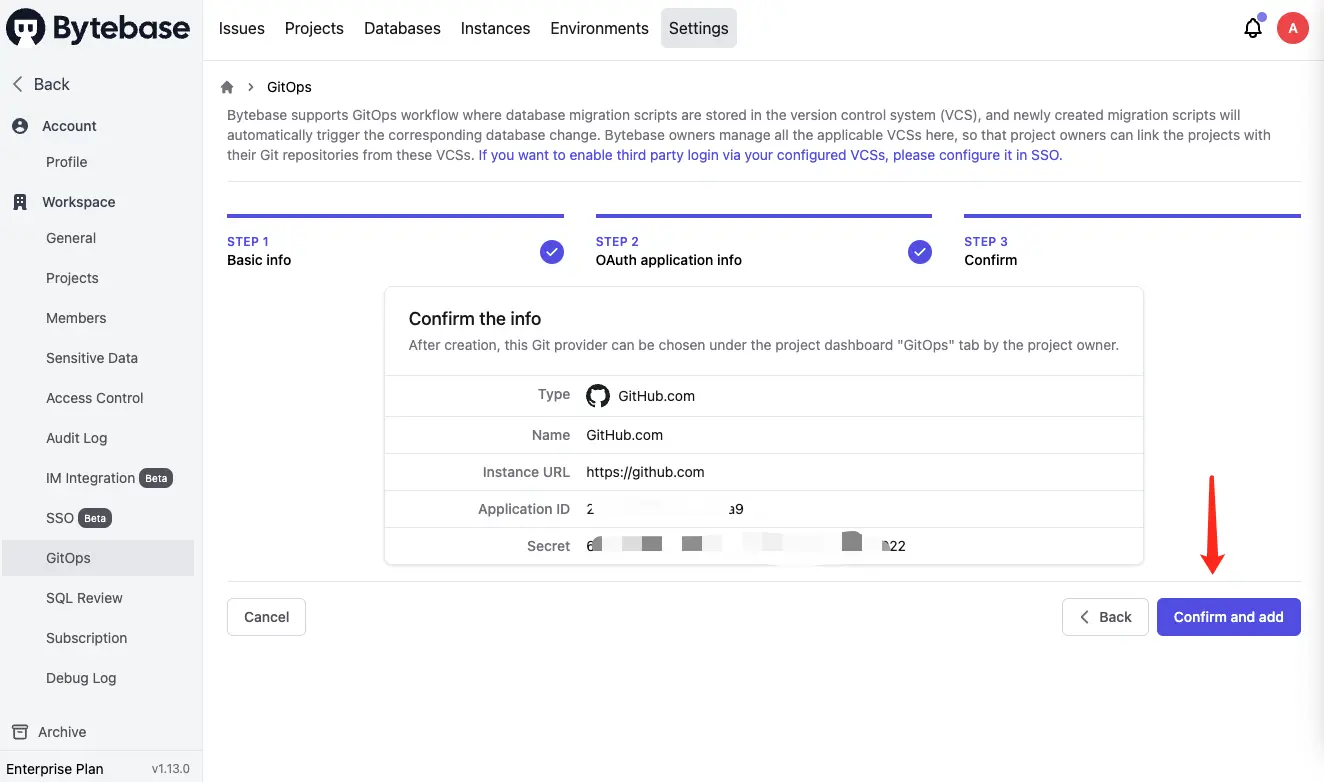 Bytebase
Issues
Projects
Databases
Instances
Environments
Settings
A
Back
Account
Profile
Workspace
General
Projects
Members
Sensitive Data
Access Control
Audit Log
IM Integration Beta
SSO Beta
GitOps
SQL Review
Subscription
Debug Log
Archive
Enterprise Plan
v1.13.0
GitOps
Bytebase supports GitOps workflow where database migration scripts are stored in the version control system (VCS), and newly created migration scripts will
automatically trigger the corresponding database change. Bytebase owners manage all the applicable VCSs here, so that project owners can link the projects with
their Git repositories from these VCSs. If you want to enable third party login via your configured VCSs, please configure it in SSO.
STEP 1
Basic info
STEP 2
OAuth application info
STEP 3
Confirm
Confirm the info
After creation, this Git provider can be chosen under the project dashboard "GitOps" tab by the project owner.
Type GitHub.com
Name GitHub.com
Instance URL https://github.com
Application ID 2 a9
Secret 6 22
Cancel
Back
Confirm and add